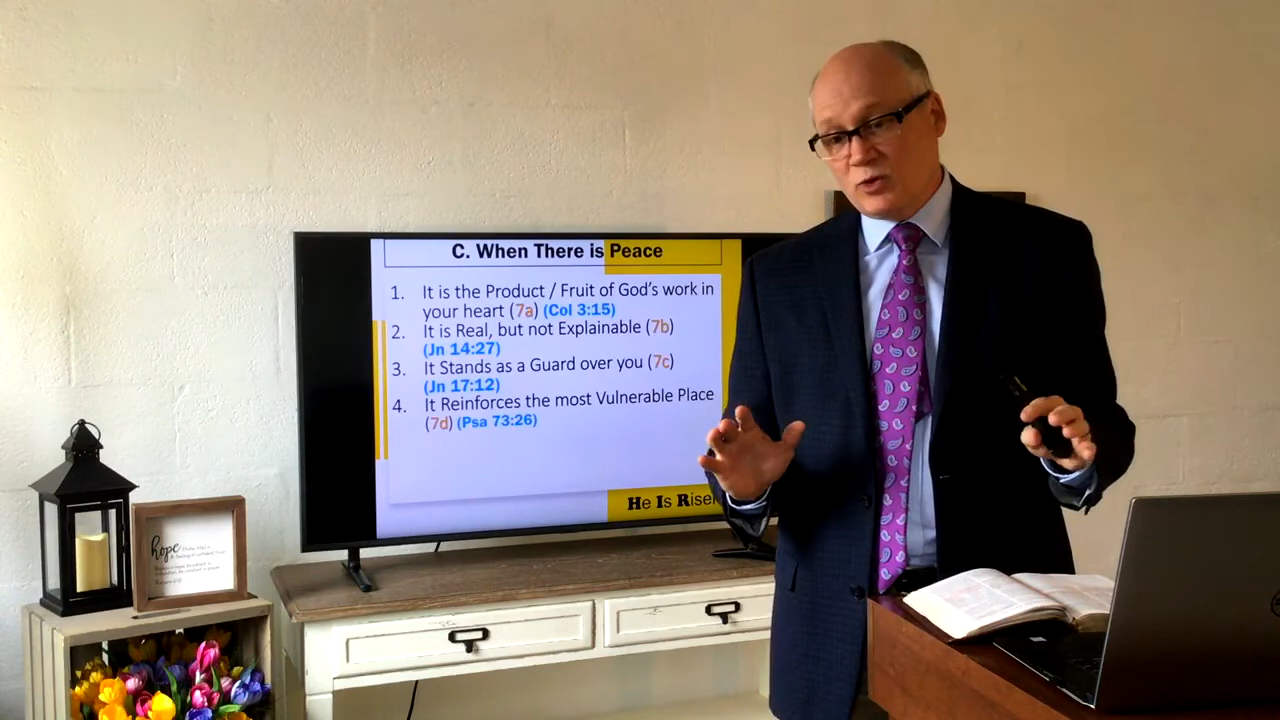 C. When There is Peace
1. It is the Product / Fruit of God's work in
your heart (7a) (Col 3:15)
2. It is Real, but not Explainable (7b)
(Jn 14:27)
3. It Stands as a Guard over you (7c)
(Jn 17:12)
4. It Reinforces the most Vulnerable Place
(7d) (Psa 73:26)
He Is Risen
hope